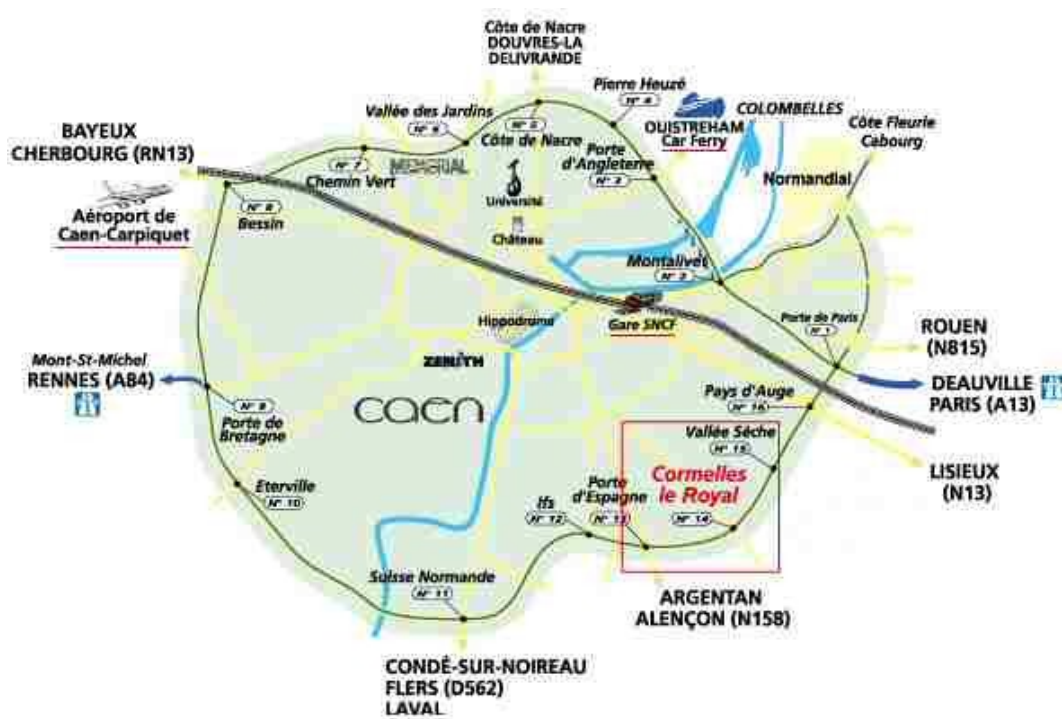 Côte de Nacre
DOUVRES-LA
DELIVRANDE
Pierre Heuzé
N° 4
Vallée des Jardins
N° 6
N° 5
Côte de Nacre
COLOMBELLES
OUISTREHAM
Car Ferry
Côte Fleurie
Cabourg
BAYEUX
CHERBOURG (RN13)
N° 7
Chemin Vert
MEMORIAL
Porte
d'Angleterre
N° 3
Normandial
Université
N° 8
Bessin
Aéroport de
Caen-Carpiquet
Château
Montalivet
N° 2
Hippodrome
Gare SNCF
Porte de Paris
N° 1
ROUEN
(N815)
ZENITH
Mont-St-Michel
RENNES (A84)
DEAUVILLE
PARIS (A13)
Pays d'Auge
N° 16
N° 9
Porte de
Bretagne
caen
Vallée Sèche
N° 15
Cormelles
le Royal
N° 14
LISIEUX
(N13)
Eterville
N° 10
Porte
d'Espagne
N° 13
Ifs
N° 12
Suisse Normande
N° 11
ARGENTAN
ALENÇON (N158)
CONDÉ-SUR-NOIREAU
FLERS (D562)
LAVAL